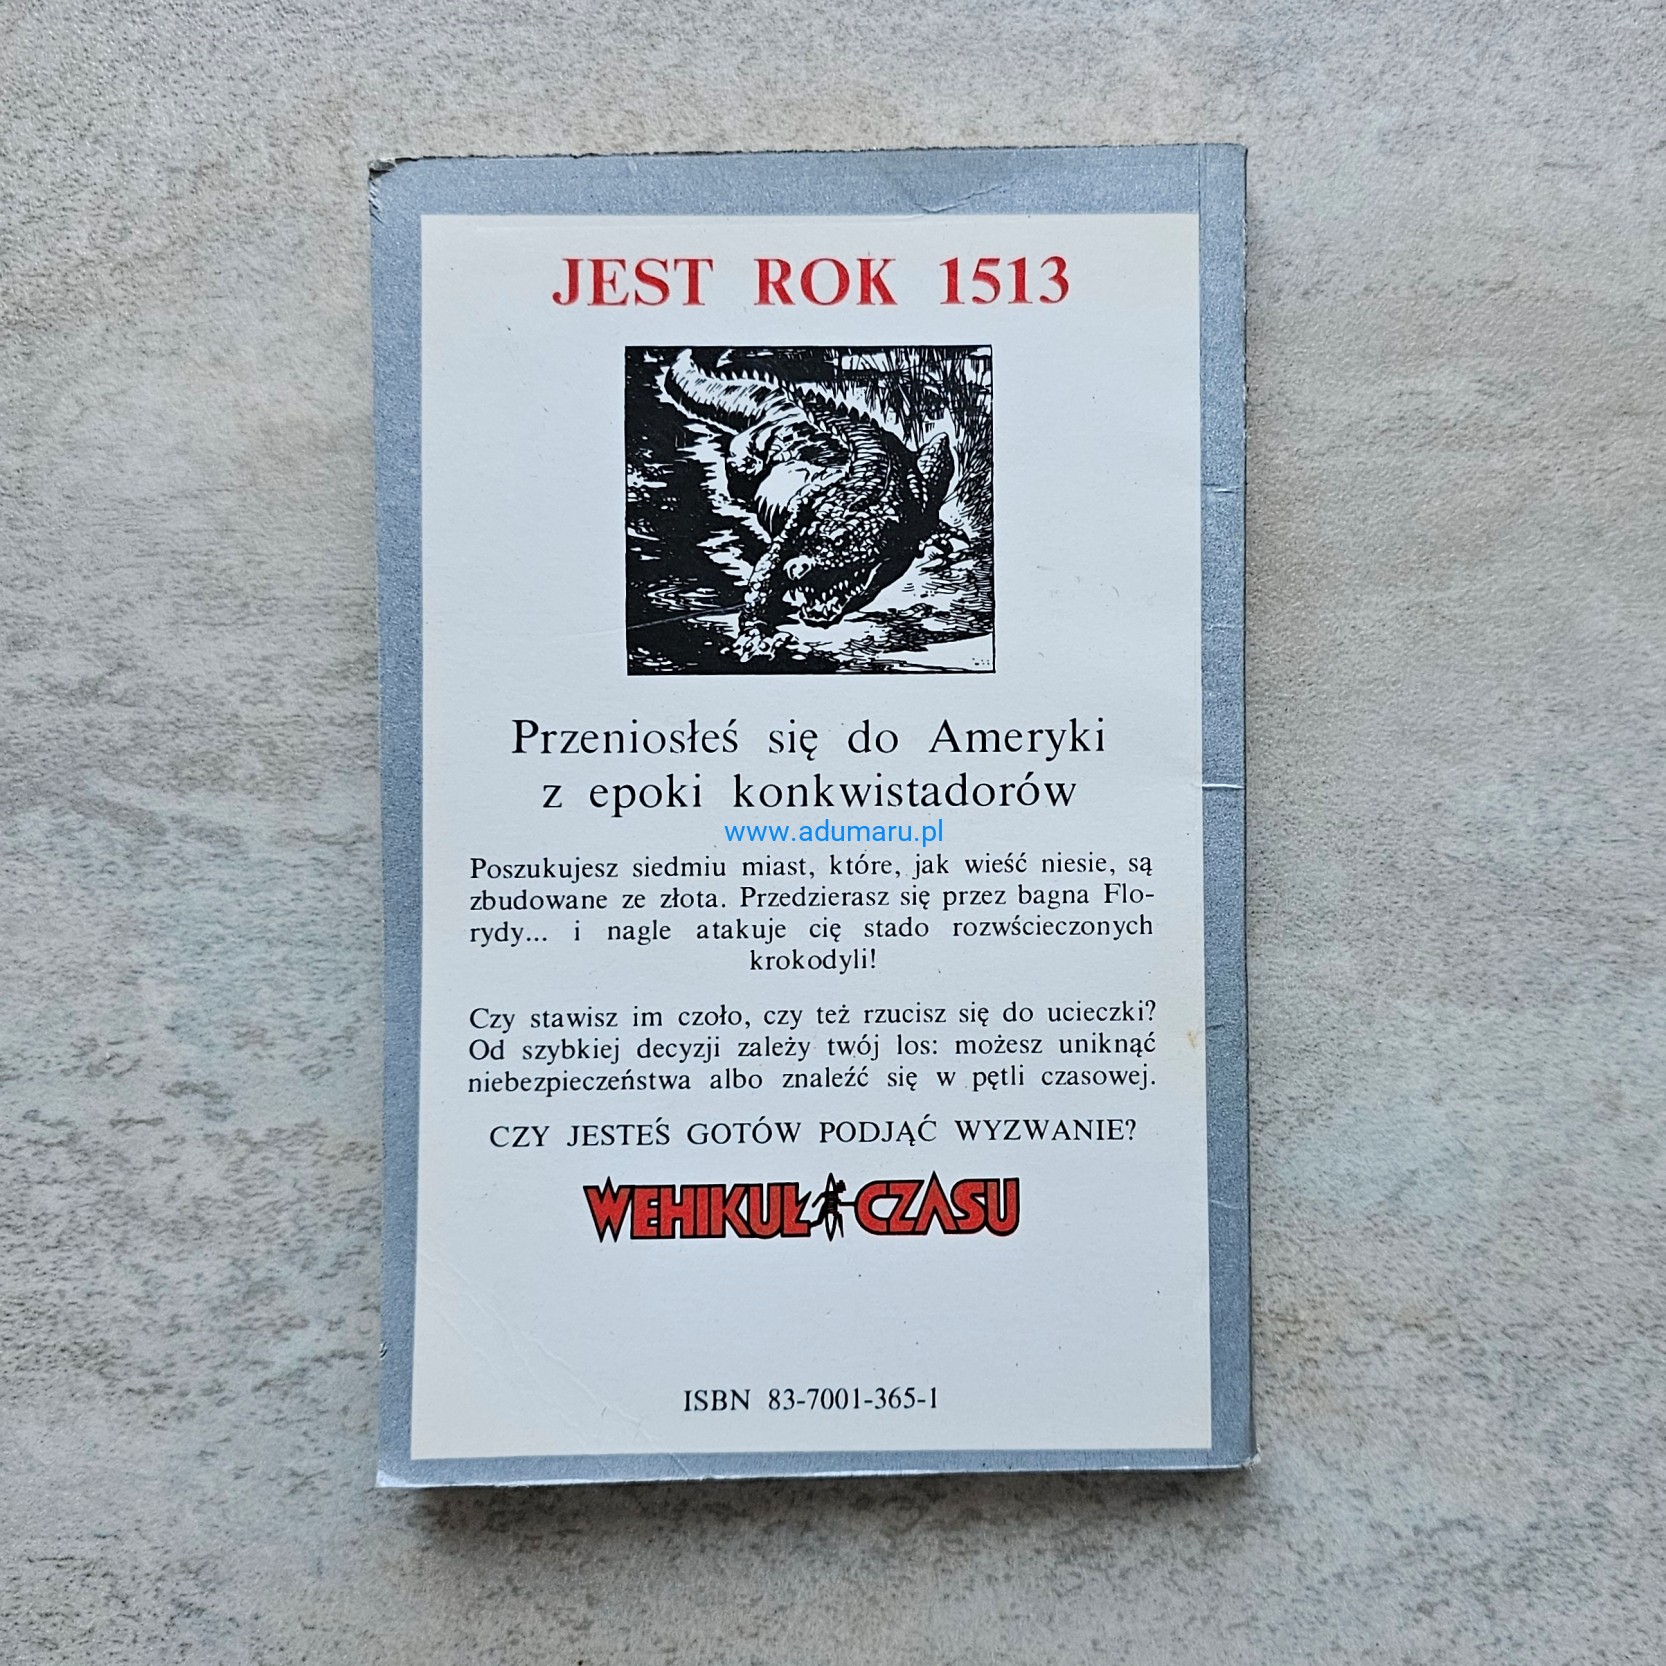 JEST ROK 1513
Przeniosłeś się do Ameryki
z epoki konkwistadorów
www.adumaru.pl
Poszukujesz siedmiu miast, które, jak wieść niesie, są
zbudowane ze złota. Przedzierasz się przez bagna Flo-
rydy... i nagle atakuje cię stado rozwścieczonych
krokodyli!
Czy stawisz im czoło, czy też rzucisz się do ucieczki?
Od szybkiej decyzji zależy twój los: możesz uniknąć
niebezpieczeństwa albo znaleźć się w pętli czasowej.
CZY JESTEŚ GOTÓW PODJĄĆ WYZWANIE?
WEHIKUŁ CZASU
ISBN 83-7001-365-1